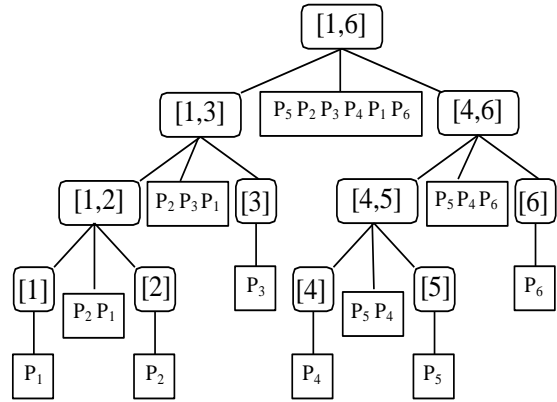 [1,6]
[1,3] P₅ P₂ P₃ P₄ P₁ P₆ [4,6]
[1,2] P₂ P₃ P₁ [3] [4,5] P₅ P₄ P₆ [6]
[1] P₂ P₁ [2] P₃ [4] P₅ P₄ [5] P₆
P₁ P₂ P₄ P₅